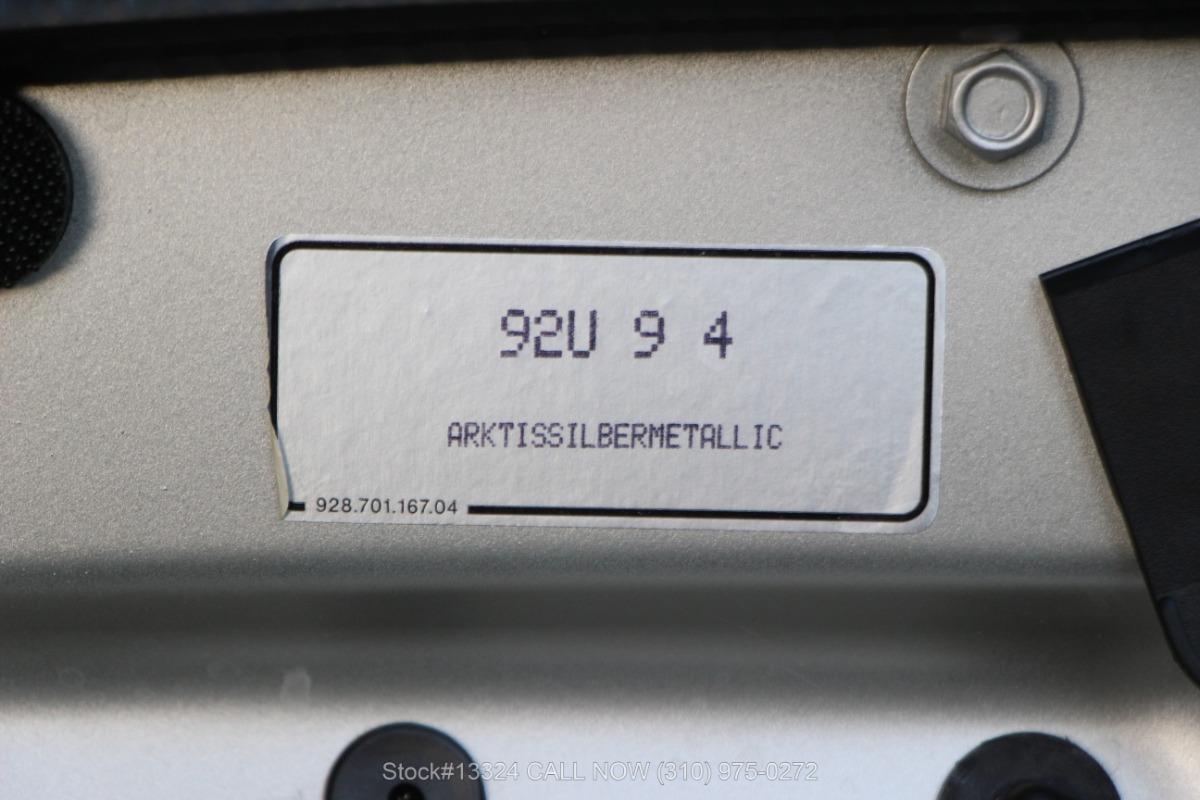 92U 9 4
ARKTISSILBERMETALLIC
928.701.167.04
Stock#13324 CALL NOW (310) 975-0272